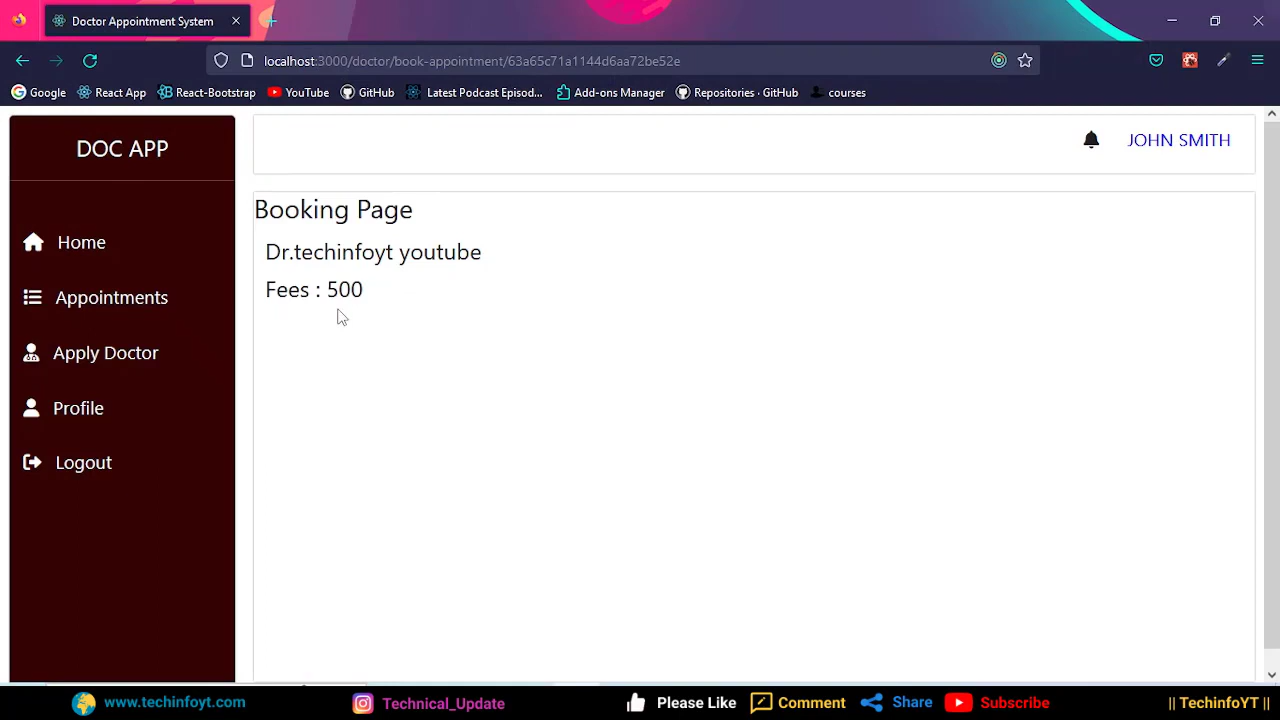 Doctor Appointment System
localhost:3000/doctor/book-appointment/63a65c71a1144d6aa72be52e
Google React App React-Bootstrap YouTube GitHub Latest Podcast Episod... Add-ons Manager Repositories · GitHub courses
DOC APP
JOHN SMITH
Home
Appointments
Apply Doctor
Profile
Logout
Booking Page
Dr.techinfoyt youtube
Fees : 500
www.techinfoyt.com Technical_Update Please Like Comment Share Subscribe || TechinfoYT ||